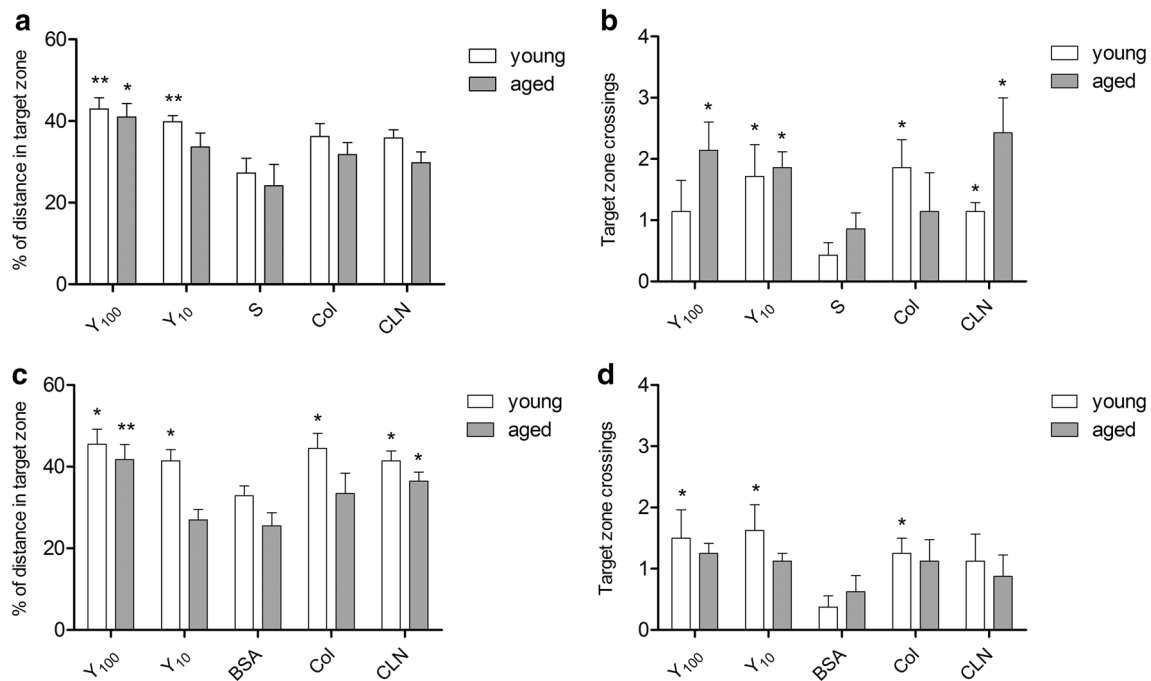 a
% of distance in target zone
60
40
20
0
** * **
young
aged
Y100 Y10 S Col CLN
b
Target zone crossings
4
3
2
1
0
* * * * * *
young
aged
Y100 Y10 S Col CLN
c
% of distance in target zone
60
40
20
0
* ** * * * *
young
aged
Y100 Y10 BSA Col CLN
d
Target zone crossings
4
3
2
1
0
* * *
young
aged
Y100 Y10 BSA Col CLN